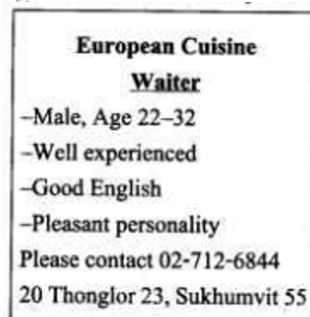 European Cuisine
Waiter
–Male, Age 22–32
–Well experienced
–Good English
–Pleasant personality
Please contact 02-712-6844
20 Thonglor 23, Sukhumvit 55